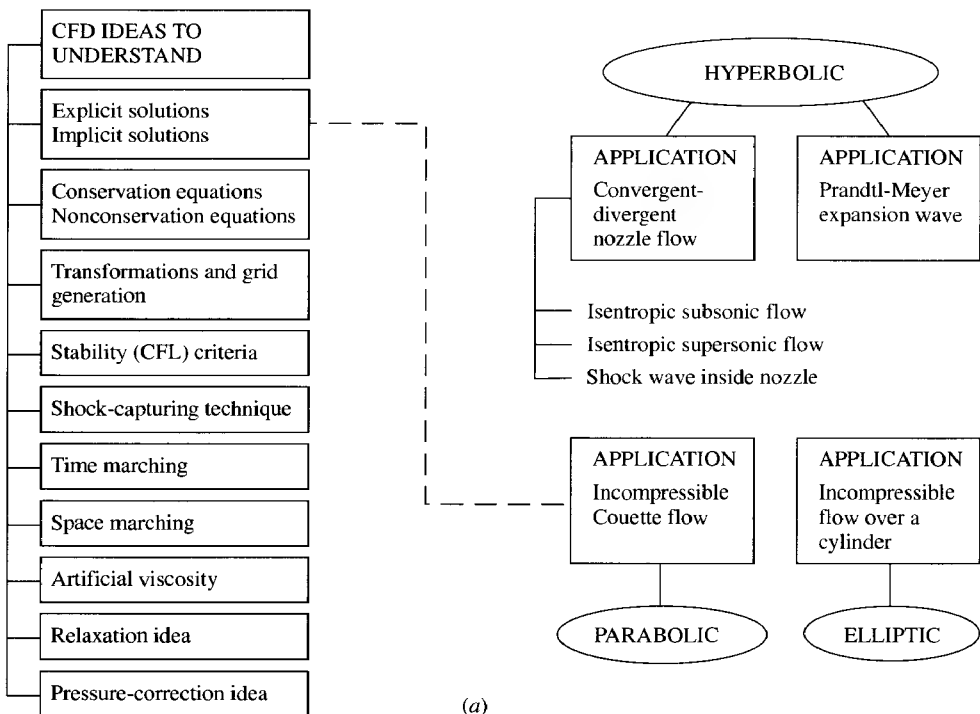 CFD IDEAS TO
UNDERSTAND
Explicit solutions
Implicit solutions
Conservation equations
Nonconservation equations
Transformations and grid
generation
Stability (CFL) criteria
Shock-capturing technique
Time marching
Space marching
Artificial viscosity
Relaxation idea
Pressure-correction idea
HYPERBOLIC
APPLICATION
Convergent-
divergent
nozzle flow
APPLICATION
Prandtl-Meyer
expansion wave
Isentropic subsonic flow
Isentropic supersonic flow
Shock wave inside nozzle
APPLICATION
Incompressible
Couette flow
APPLICATION
Incompressible
flow over a
cylinder
PARABOLIC
ELLIPTIC
(a)